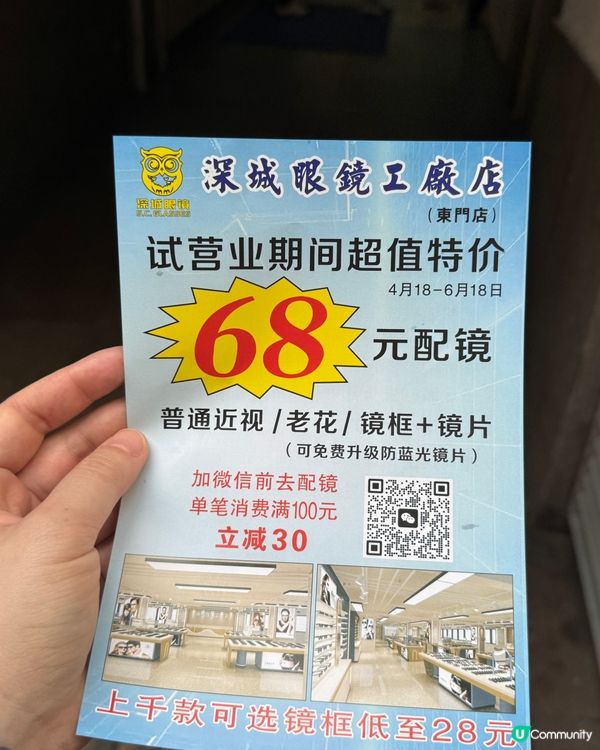 深城眼鏡工廠店
深城眼镜
S.C. GLASSES
（東門店）
试营业期间超值特价
4月18-6月18日
68元配镜
普通近视/老花/镜框+镜片
（可免费升级防蓝光镜片）
加微信前去配镜
单笔消费满100元
立减30
上千款可选镜框低至28元
U Community